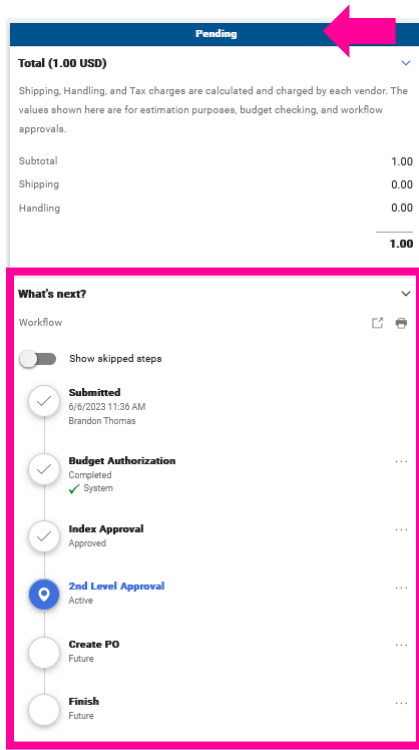 Pending
Total (1.00 USD)
Shipping, Handling, and Tax charges are calculated and charged by each vendor. The
values shown here are for estimation purposes, budget checking, and workflow
approvals.
Subtotal 1.00
Shipping 0.00
Handling 0.00
1.00
What's next?
Workflow
Show skipped steps
Submitted
6/6/2023 11:36 AM
Brandon Thomas
Budget Authorization
Completed
System
Index Approval
Approved
2nd Level Approval
Active
Create PO
Future
Finish
Future